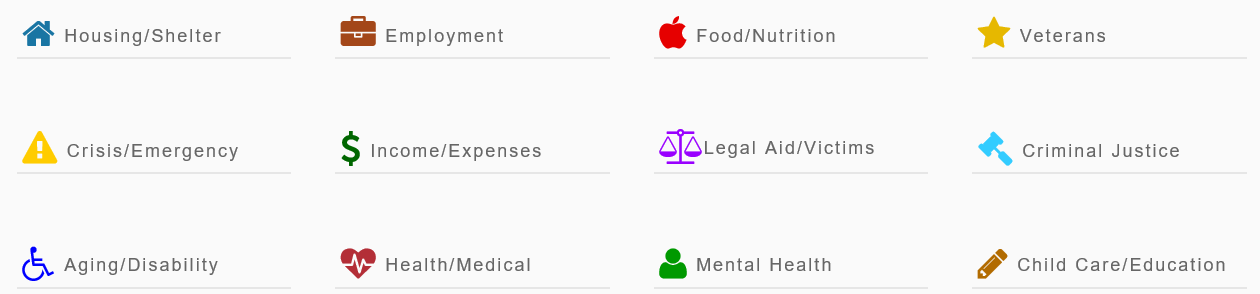 Housing/Shelter
Employment
Food/Nutrition
Veterans
Crisis/Emergency
Income/Expenses
Legal Aid/Victims
Criminal Justice
Aging/Disability
Health/Medical
Mental Health
Child Care/Education